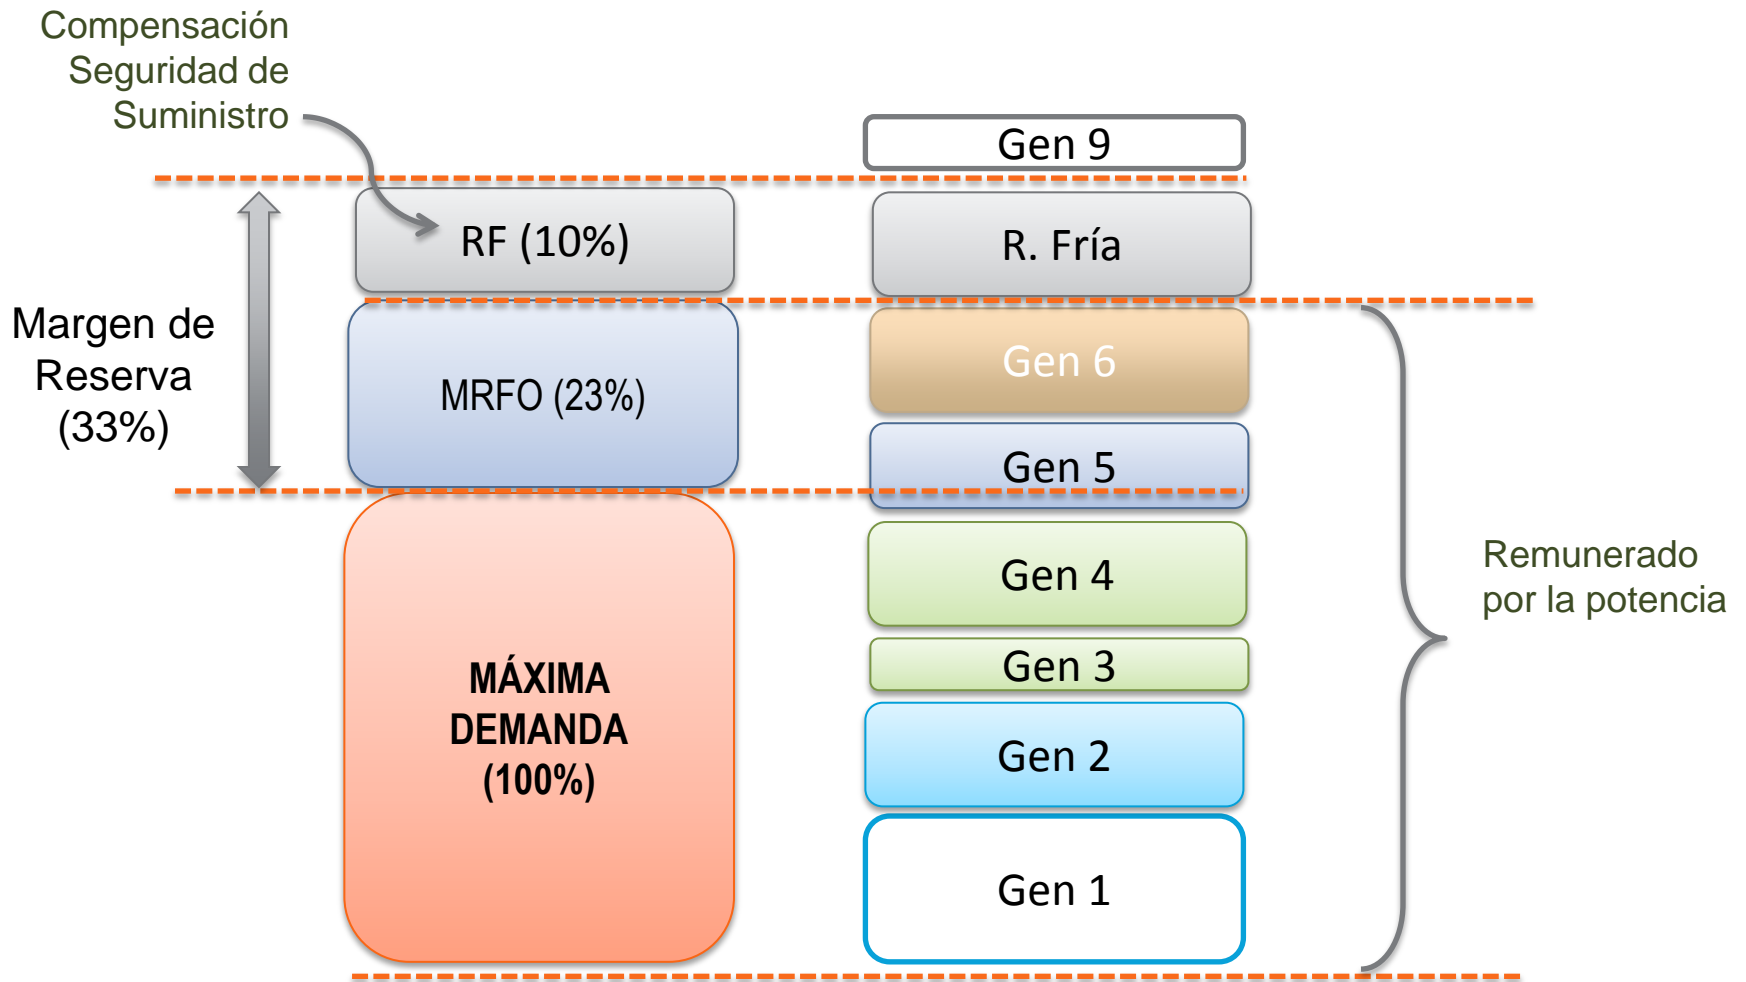 Compensación
Seguridad de
Suministro
Gen 9
RF (10%)
R. Fría
Margen de
Reserva
(33%)
MRFO (23%)
Gen 6
Gen 5
Gen 4
Remunerado
por la potencia
MÁXIMA
DEMANDA
(100%)
Gen 3
Gen 2
Gen 1